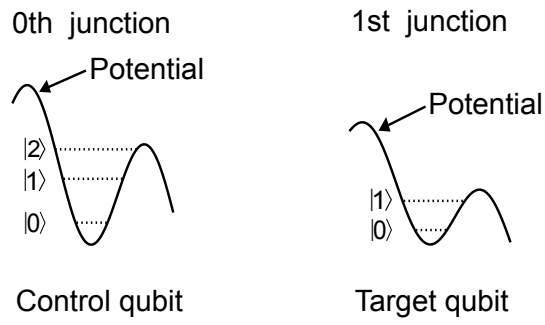 0th junction
1st junction
Potential
Potential
|2⟩
|1⟩
|0⟩
|1⟩
|0⟩
Control qubit
Target qubit